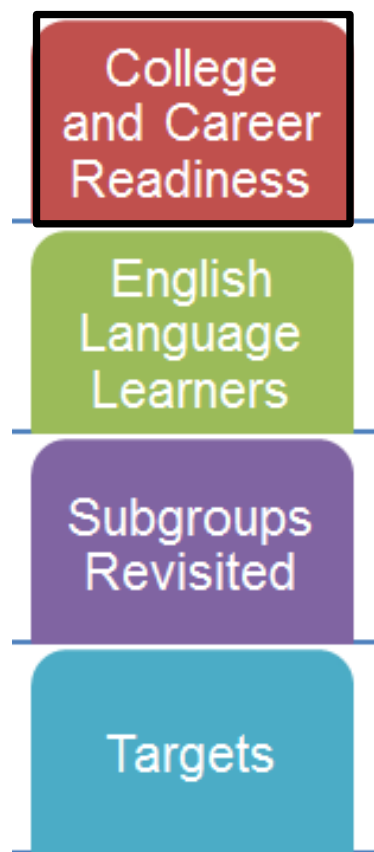 College
and Career
Readiness
English
Language
Learners
Subgroups
Revisited
Targets